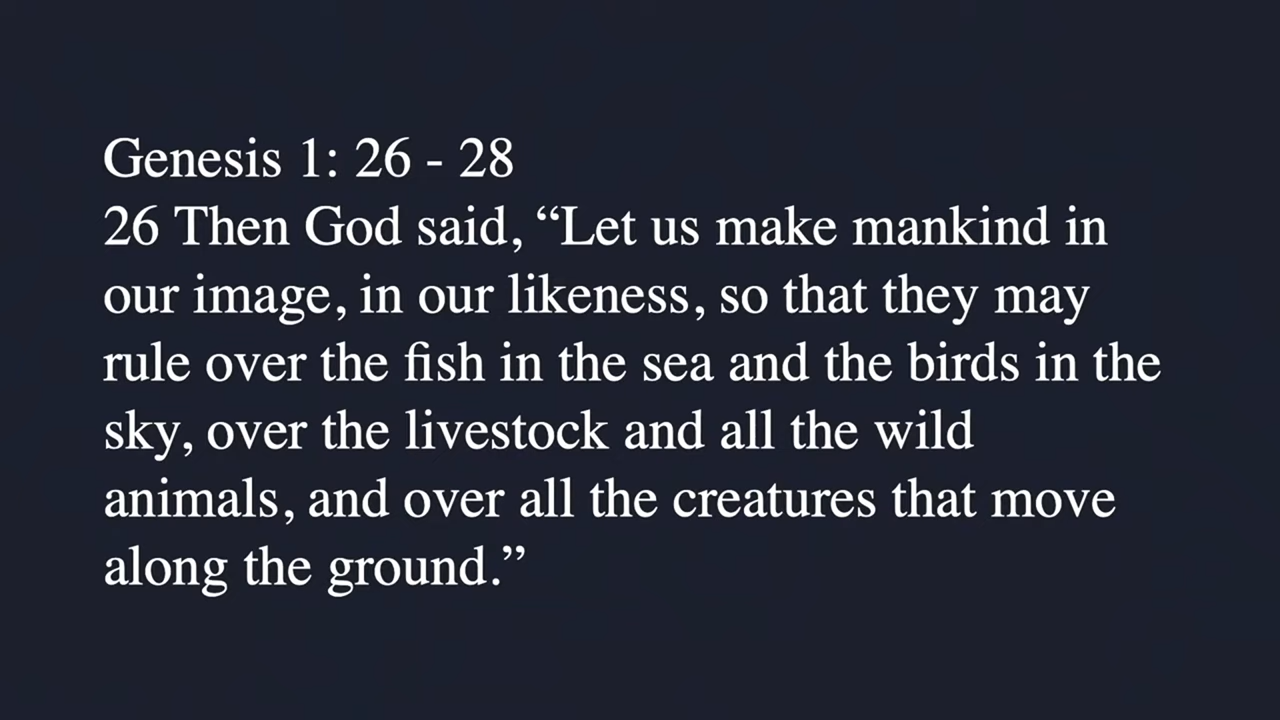 Genesis 1: 26 - 28
26 Then God said, “Let us make mankind in
our image, in our likeness, so that they may
rule over the fish in the sea and the birds in the
sky, over the livestock and all the wild
animals, and over all the creatures that move
along the ground.”